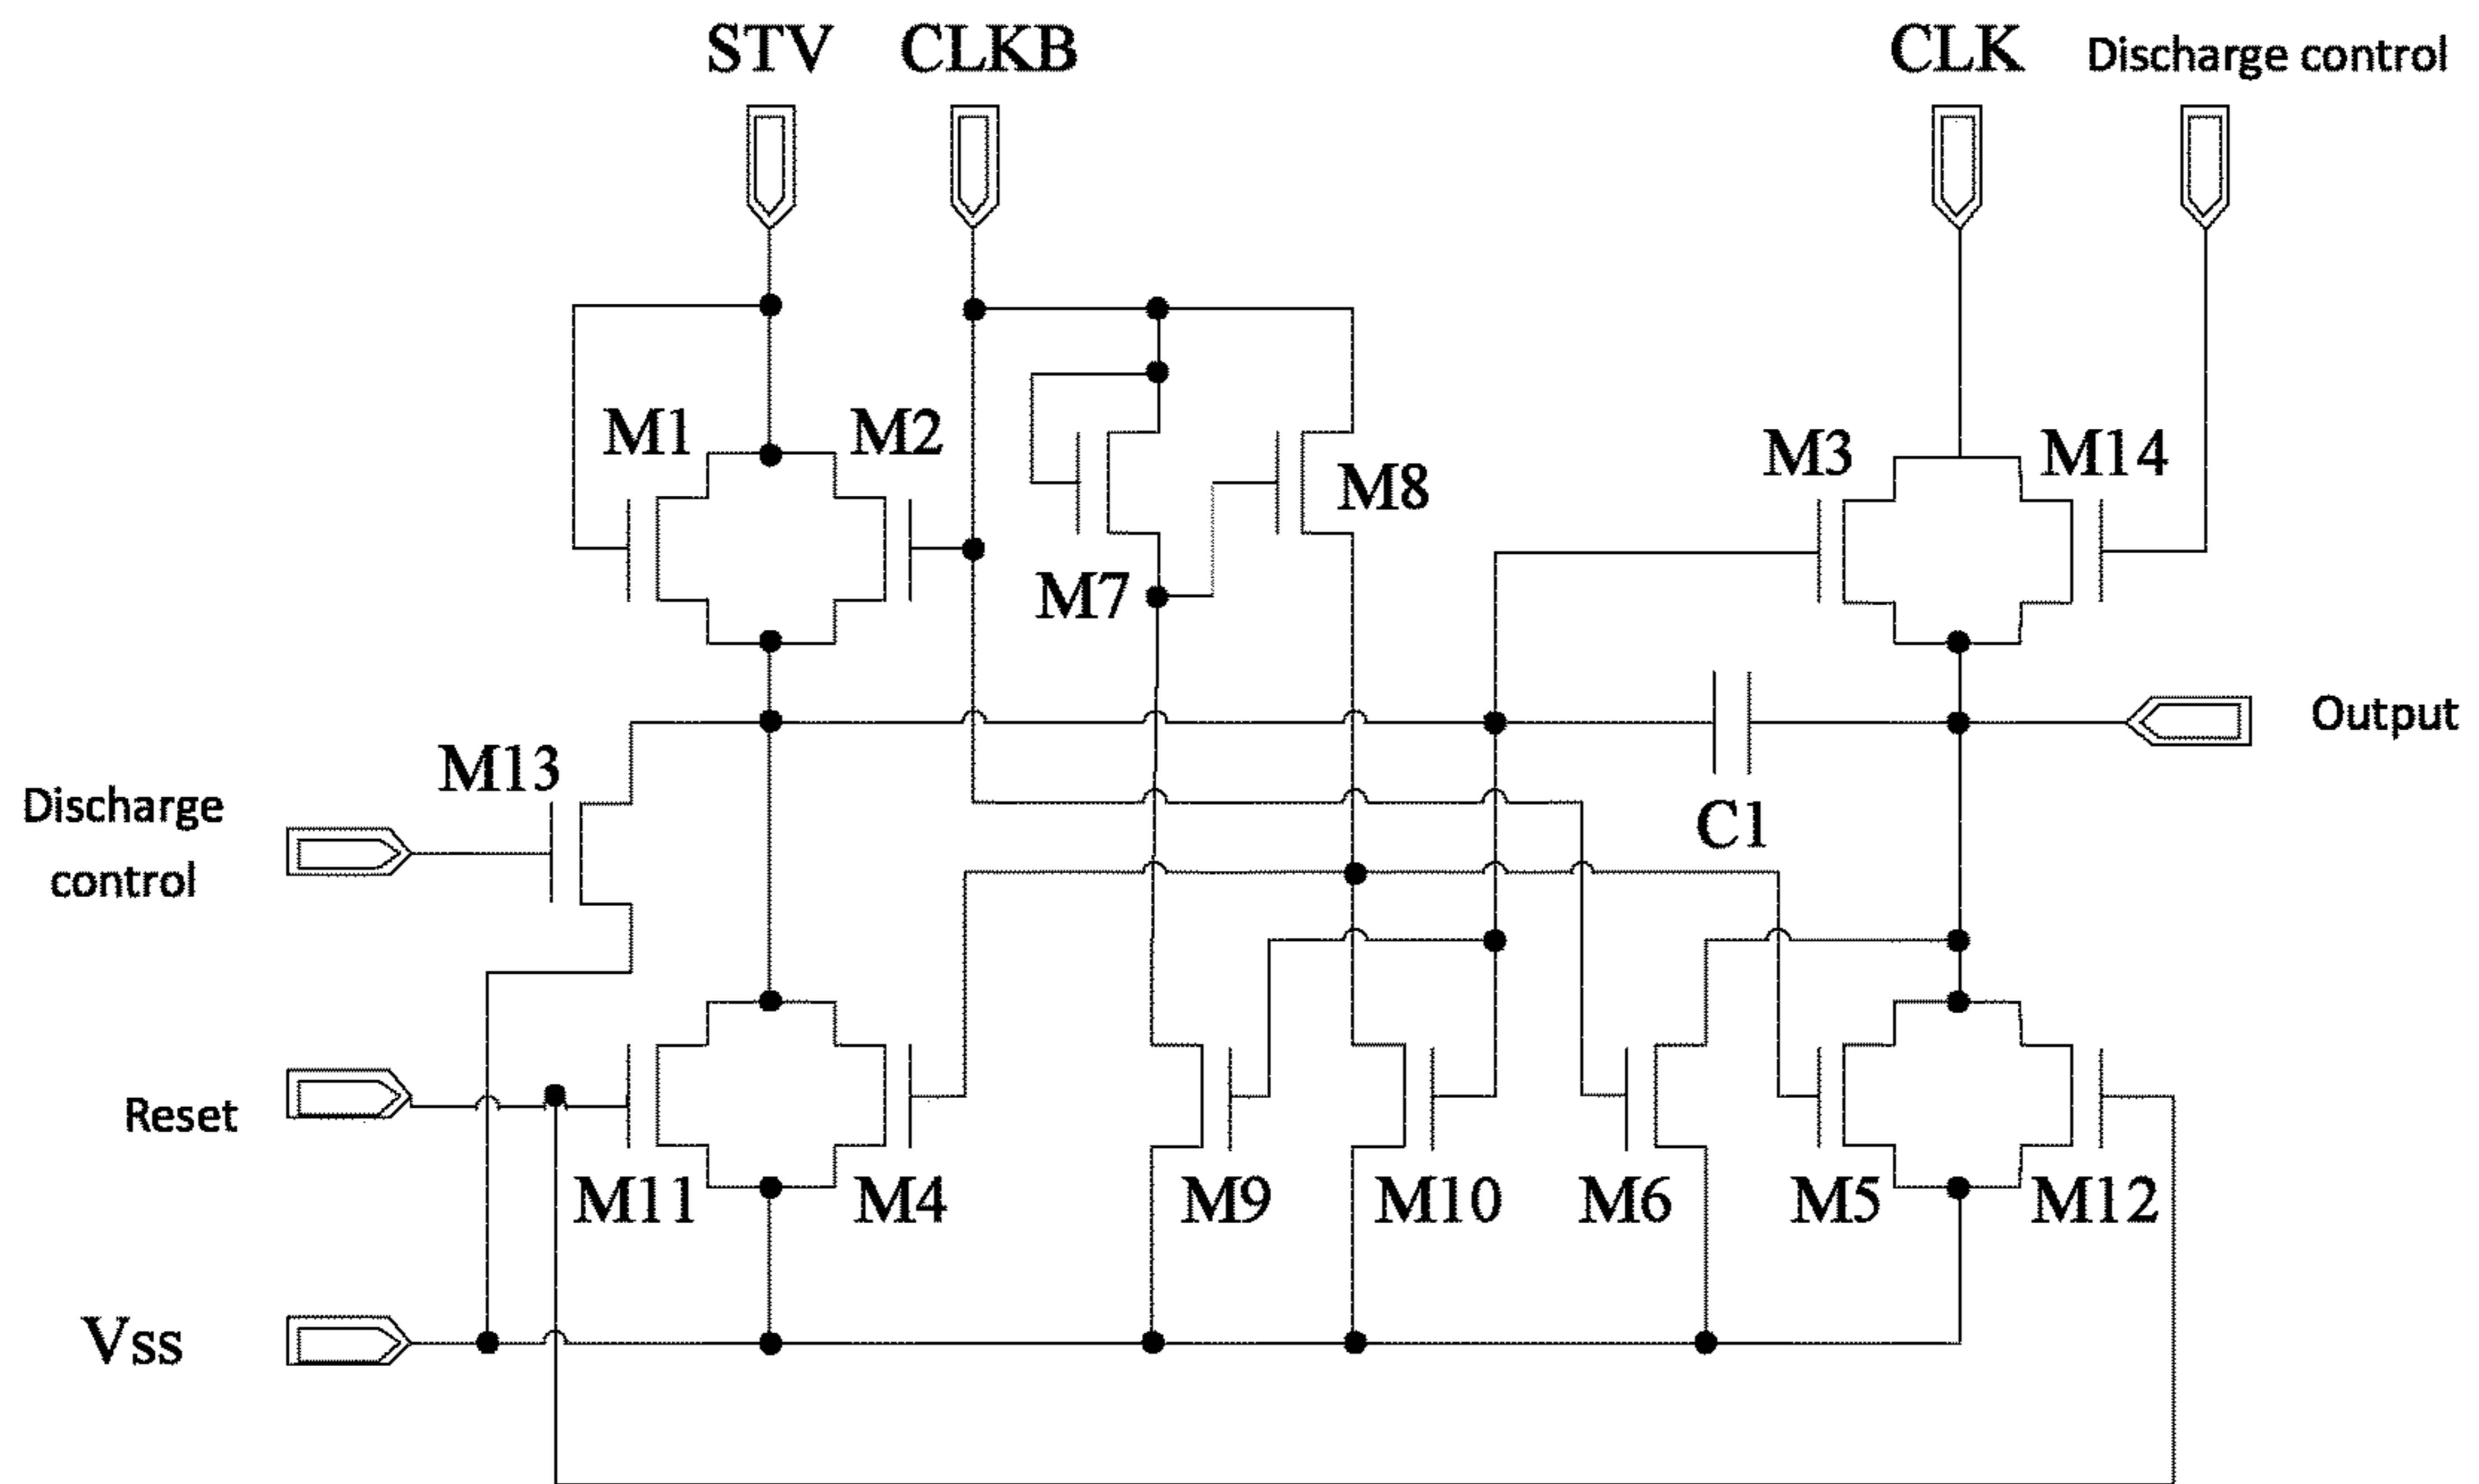 STV CLKB CLK Discharge control
M1 M2 M3 M14
M8
M7
Output
M13
Discharge
control
C1
Reset
M11 M4 M9 M10 M6 M5 M12
Vss